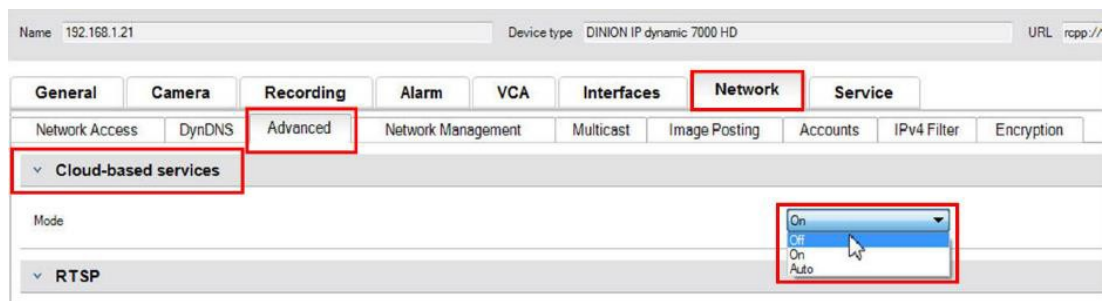 Name 192.168.1.21 Device type DINION IP dynamic 7000 HD URL rcpp://
General Camera Recording Alarm VCA Interfaces Network Service
Network Access DynDNS Advanced Network Management Multicast Image Posting Accounts IPv4 Filter Encryption
Cloud-based services
Mode On
Off
On
Auto
RTSP